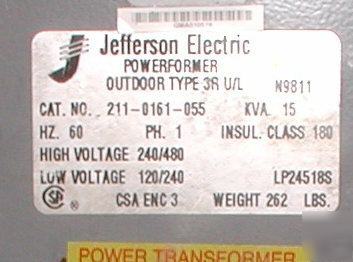 Jefferson Electric
POWERFORMER
OUTDOOR TYPE 3R U/L N9811
CAT. NO. 211-0161-055 KVA 15
HZ. 60 PH. 1 INSUL. CLASS 180
HIGH VOLTAGE 240/480
LOW VOLTAGE 120/240 LP24518S
CSA ENC 3 WEIGHT 262 LBS.
POWER TRANSFORMER